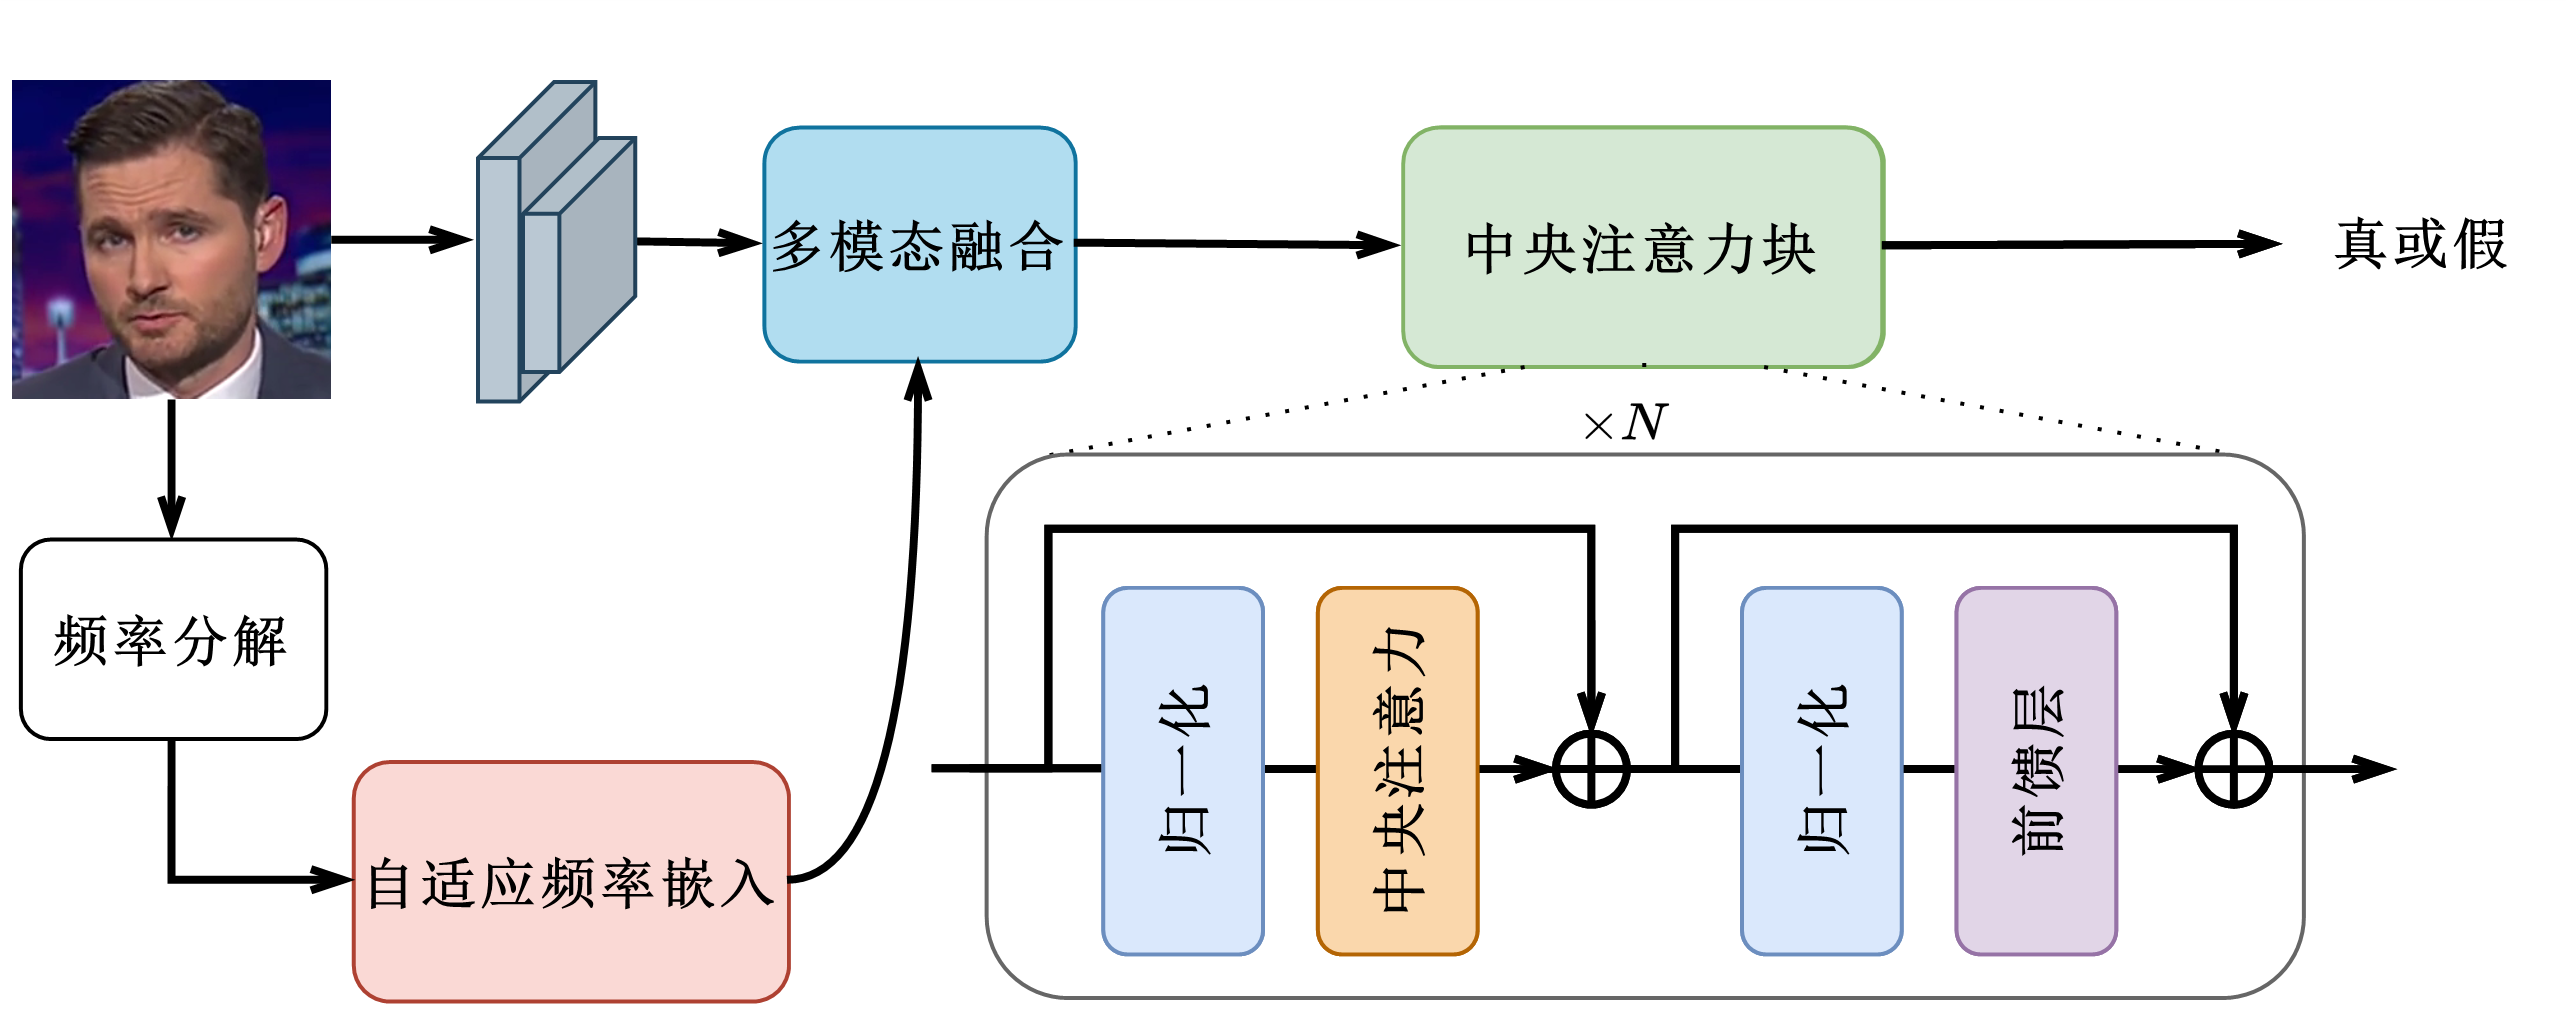 多模态融合
中央注意力块
真或假
×N
频率分解
自适应频率嵌入
归一化
中央注意力
归一化
前馈层